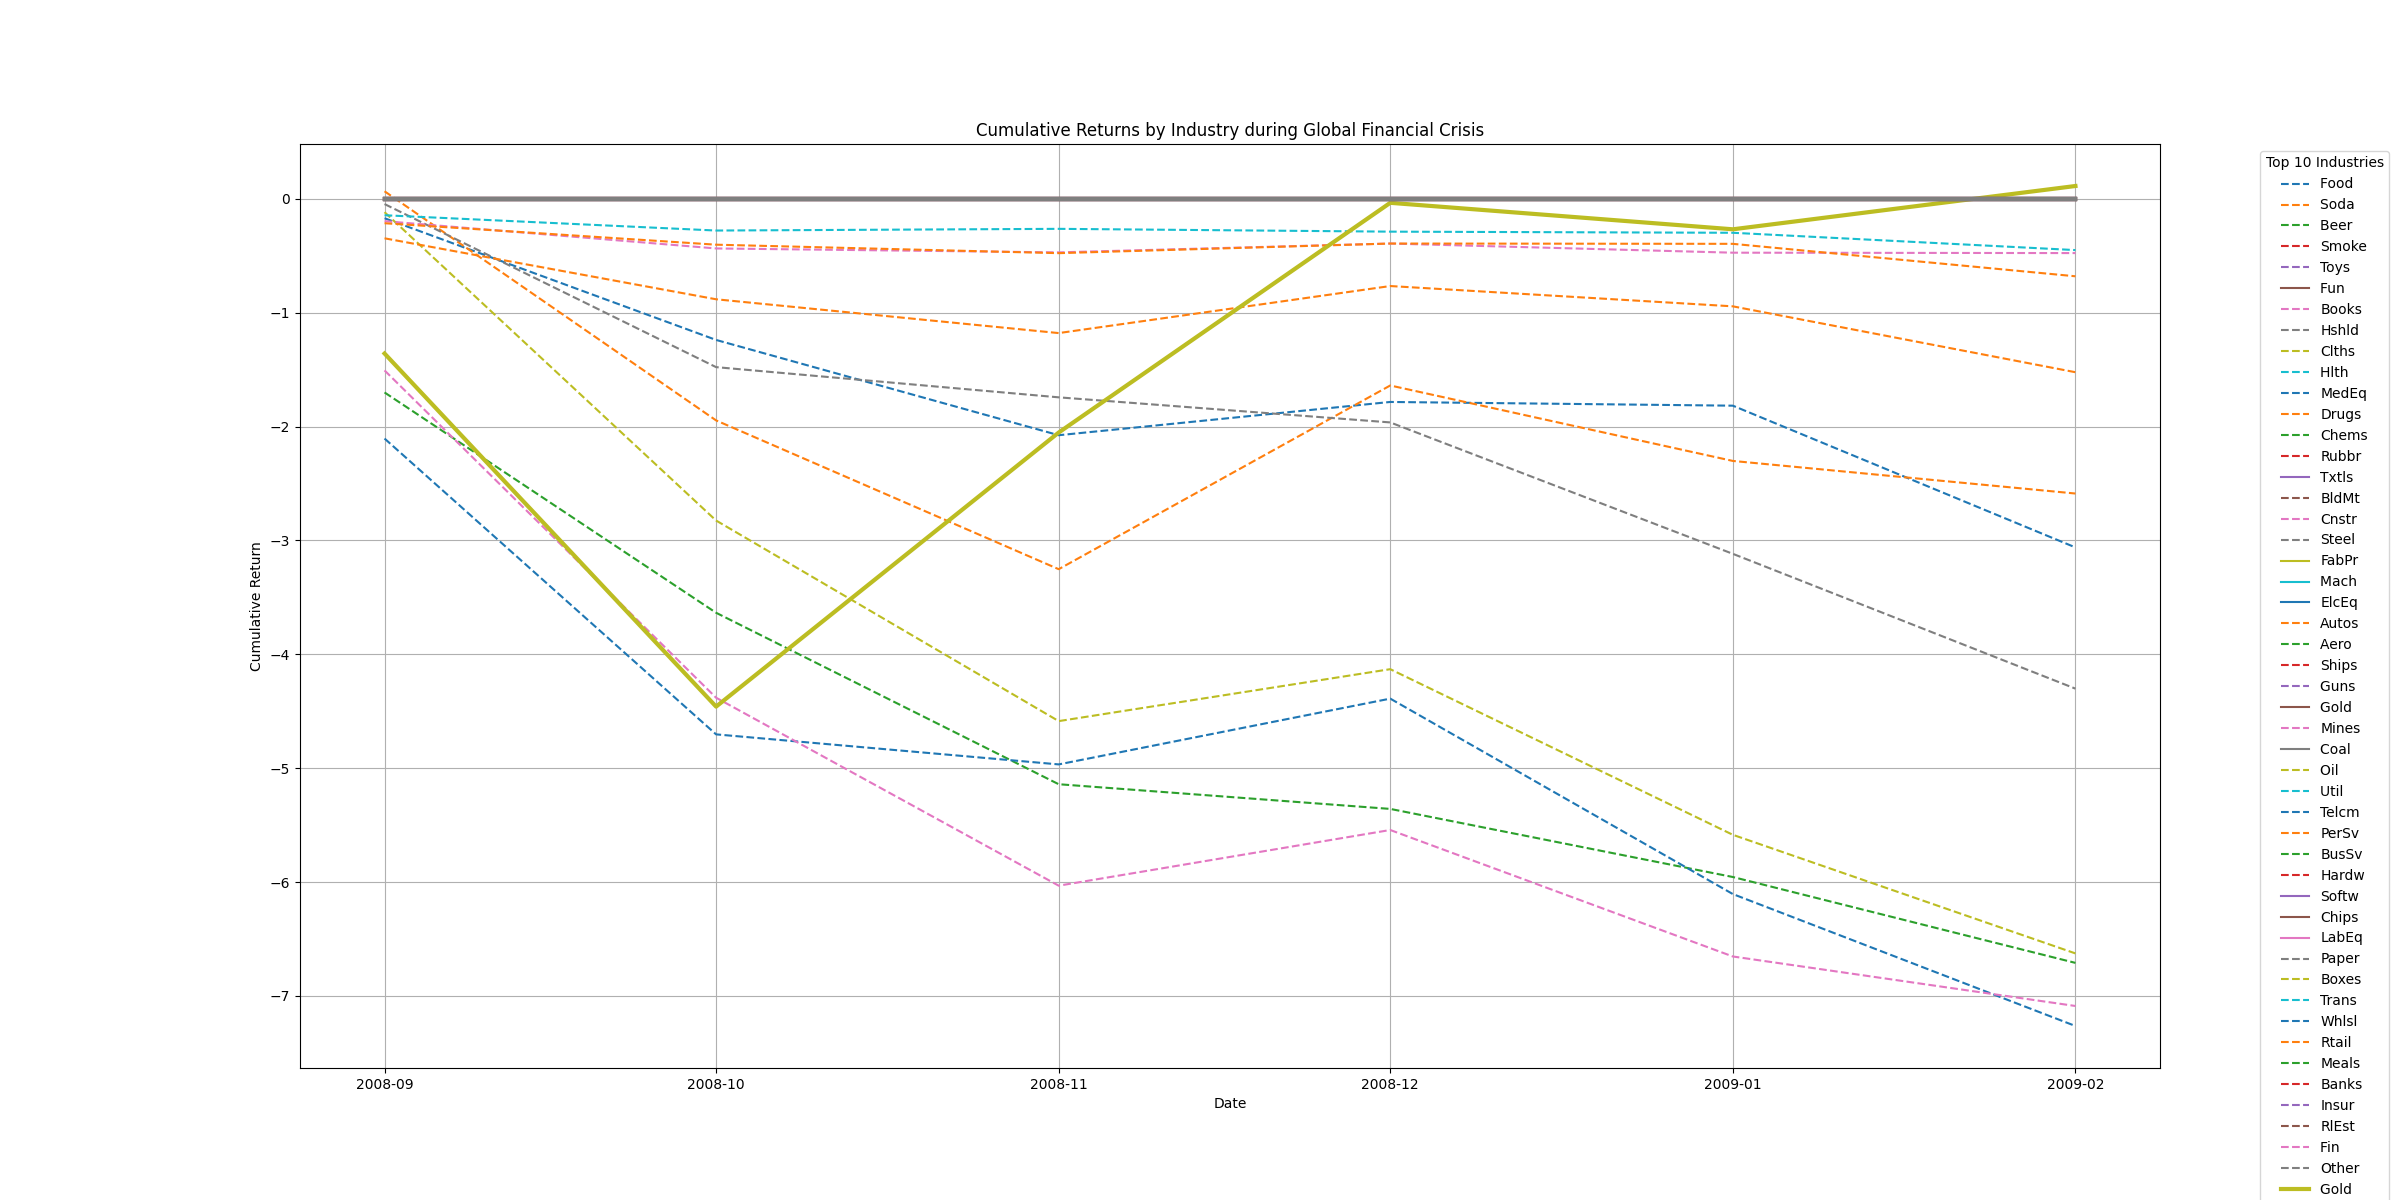 Cumulative Returns by Industry during Global Financial Crisis
Cumulative Return
0
−1
−2
−3
−4
−5
−6
−7
2008-09 2008-10 2008-11 2008-12 2009-01 2009-02
Date
Top 10 Industries
Food
Soda
Beer
Smoke
Toys
Fun
Books
Hshld
Clths
Hlth
MedEq
Drugs
Chems
Rubbr
Txtls
BldMt
Cnstr
Steel
FabPr
Mach
ElcEq
Autos
Aero
Ships
Guns
Gold
Mines
Coal
Oil
Util
Telcm
PerSv
BusSv
Hardw
Softw
Chips
LabEq
Paper
Boxes
Trans
Whlsl
Rtail
Meals
Banks
Insur
RlEst
Fin
Other
Gold